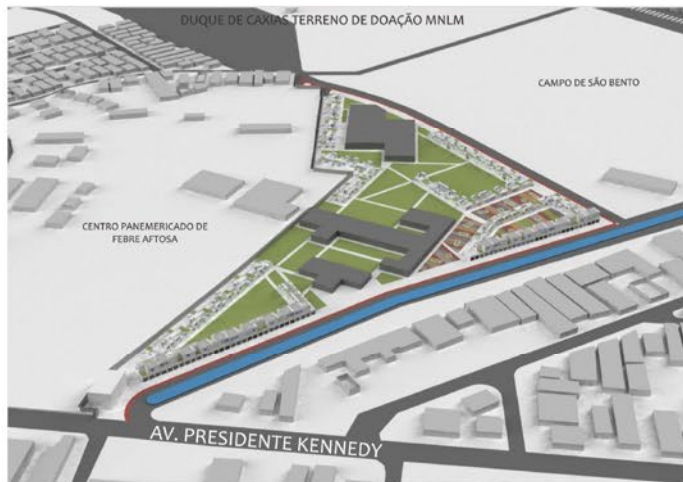 DUQUE DE CAXIAS TERRENO DE DOAÇÃO MNLM
CAMPO DE SÃO BENTO
CENTRO PANEMERICADO DE
FEBRE AFTOSA
AV. PRESIDENTE KENNEDY